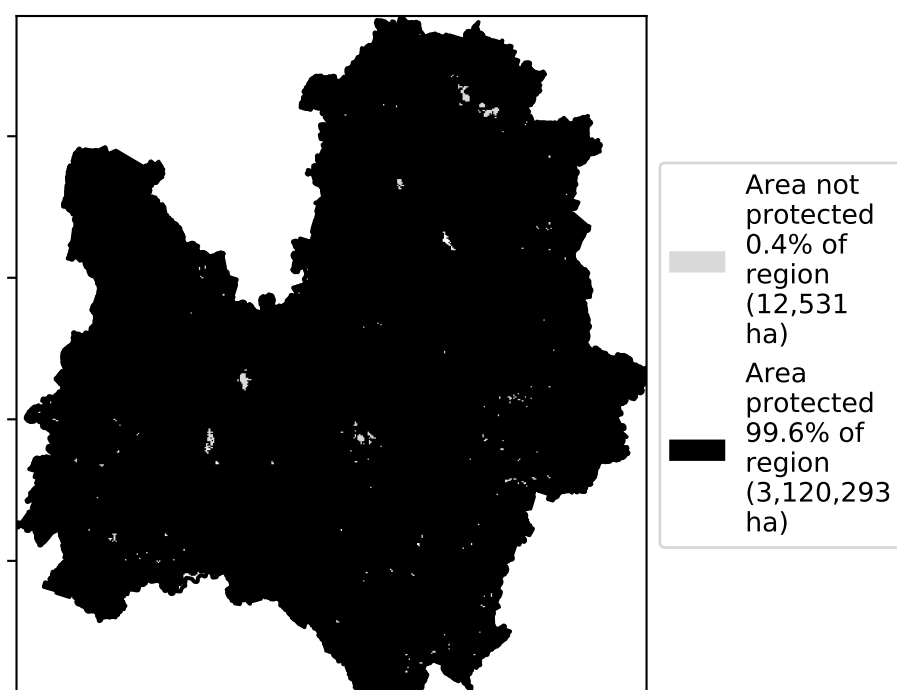 Area not
protected
0.4% of
region
(12,531
ha)
Area
protected
99.6% of
region
(3,120,293
ha)